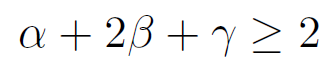 α + 2β + γ ≥ 2